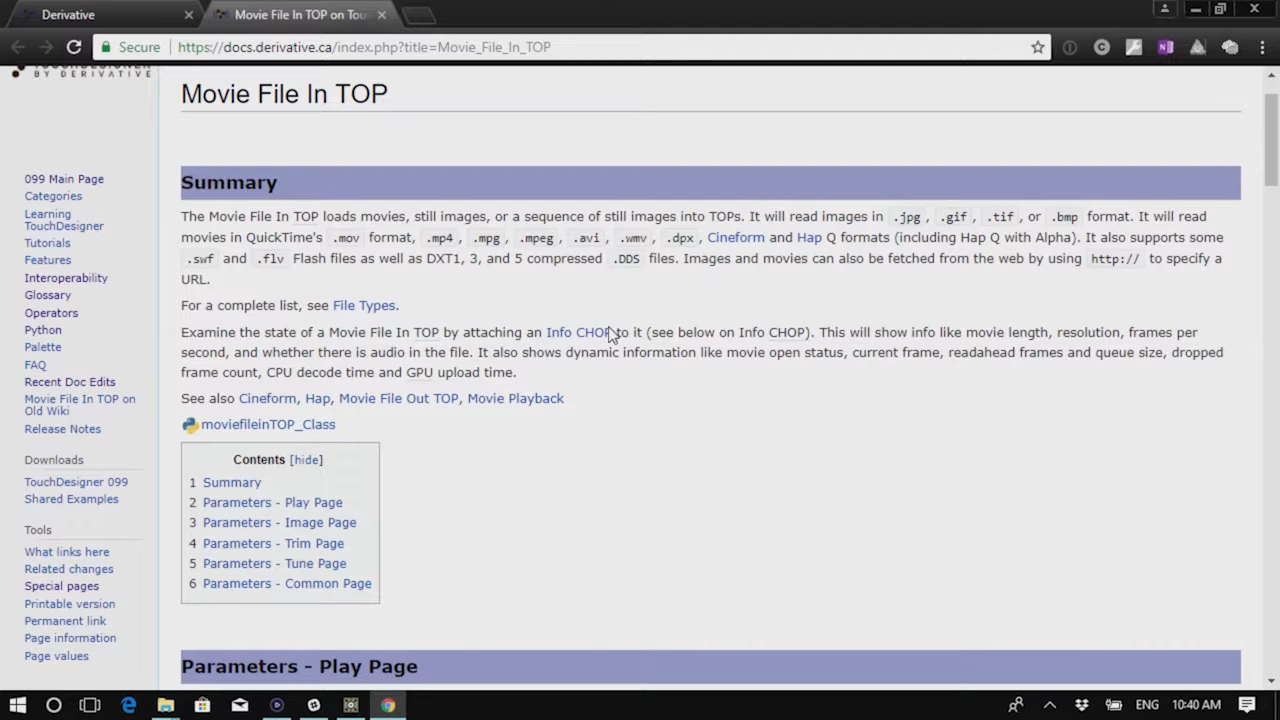 Derivative
Movie File In TOP on Tou
Secure https://docs.derivative.ca/index.php?title=Movie_File_In_TOP
BY DERIVATIVE
Movie File In TOP
099 Main Page
Categories
Learning
TouchDesigner
Tutorials
Features
Interoperability
Glossary
Operators
Python
Palette
FAQ
Recent Doc Edits
Movie File In TOP on
Old Wiki
Release Notes
Downloads
TouchDesigner 099
Shared Examples
Tools
What links here
Related changes
Special pages
Printable version
Permanent link
Page information
Page values
Summary
The Movie File In TOP loads movies, still images, or a sequence of still images into TOPs. It will read images in .jpg, .gif, .tif, or .bmp format. It will read
movies in QuickTime's .mov format, .mp4, .mpg, .mpeg, .avi, .wmv, .dpx, Cineform and Hap Q formats (including Hap Q with Alpha). It also supports some
.swf and .flv Flash files as well as DXT1, 3, and 5 compressed .DDS files. Images and movies can also be fetched from the web by using http:// to specify a
URL.
For a complete list, see File Types.
Examine the state of a Movie File In TOP by attaching an Info CHOP to it (see below on Info CHOP). This will show info like movie length, resolution, frames per
second, and whether there is audio in the file. It also shows dynamic information like movie open status, current frame, readahead frames and queue size, dropped
frame count, CPU decode time and GPU upload time.
See also Cineform, Hap, Movie File Out TOP, Movie Playback
moviefileinTOP_Class
Contents [hide]
1 Summary
2 Parameters - Play Page
3 Parameters - Image Page
4 Parameters - Trim Page
5 Parameters - Tune Page
6 Parameters - Common Page
Parameters - Play Page
ENG 10:40 AM